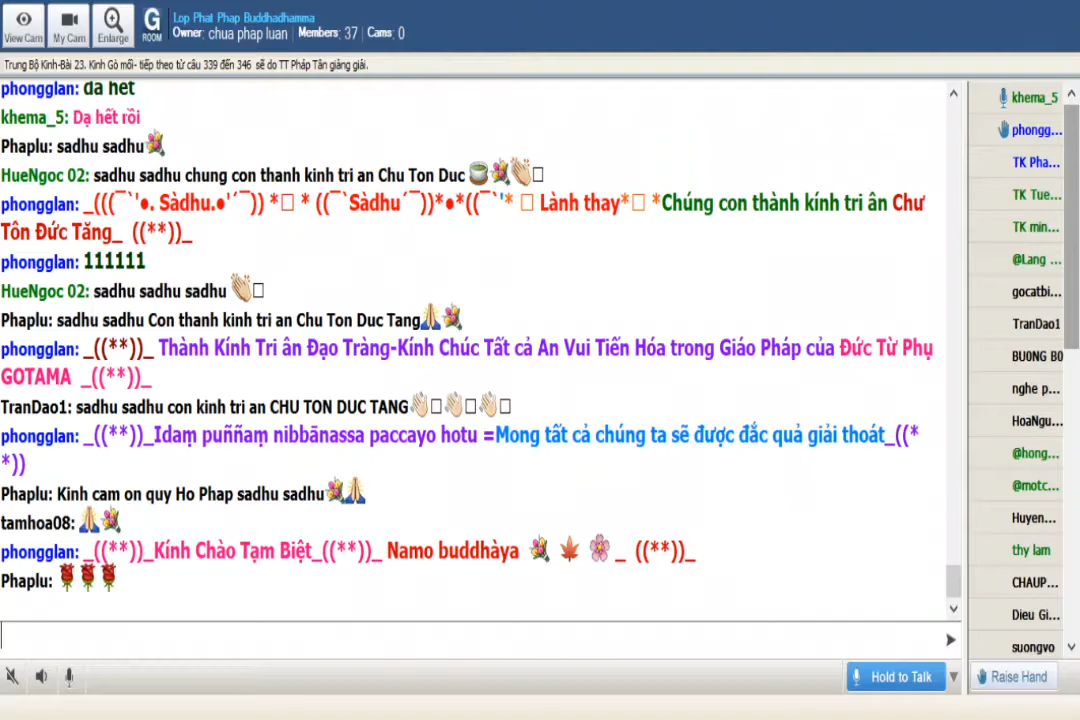 Lop Phat Phap Buddhadhamma
Owner: chua phap luan | Members: 37 | Cams: 0
View Cam
My Cam
Enlarge
G
ROOM
Trung Bộ Kinh-Bài 23. Kinh Gò mối- tiếp theo từ câu 339 đến 346 sẽ do TT Pháp Tân giảng giải.
phongglan: dạ hết
khema_5: Dạ hết rồi
Phaplu: sadhu sadhu
HueNgoc 02: sadhu sadhu chung con thanh kinh tri an Chu Ton Duc
phongglan: _(((¯`'●. Sàdhu.●'´¯)) *□ * ((¯`Sàdhu´¯))*●*((¯`'* □ Lành thay*□ *Chúng con thành kính tri ân Chư
Tôn Đức Tăng_ ((**))_
phongglan: 111111
HueNgoc 02: sadhu sadhu sadhu
Phaplu: sadhu sadhu Con thanh kinh tri an Chu Ton Duc Tang
phongglan: _((**))_ Thành Kính Tri ân Đạo Tràng-Kính Chúc Tất cả An Vui Tiến Hóa trong Giáo Pháp của Đức Từ Phụ
GOTAMA _((**))_
TranDao1: sadhu sadhu con kinh tri an CHU TON DUC TANG
phongglan: _((**))_Idaṃ puññaṃ nibbānassa paccayo hotu =Mong tất cả chúng ta sẽ được đắc quả giải thoát_((*
*))
Phaplu: Kinh cam on quy Ho Phap sadhu sadhu
tamhoa08:
phongglan: _((**))_Kính Chào Tạm Biệt_((**))_ Namo buddhàya _ ((**))_
Phaplu:
khema_5
phongg...
TK Pha...
TK Tue...
TK min...
@Lang ...
gocatbi...
TranDao1
BUONG BO
nghe p...
HoaNgu...
@hong...
@motc...
Huyen...
thy lam
CHAUP...
Dieu Gi...
suongvo
Hold to Talk
Raise Hand